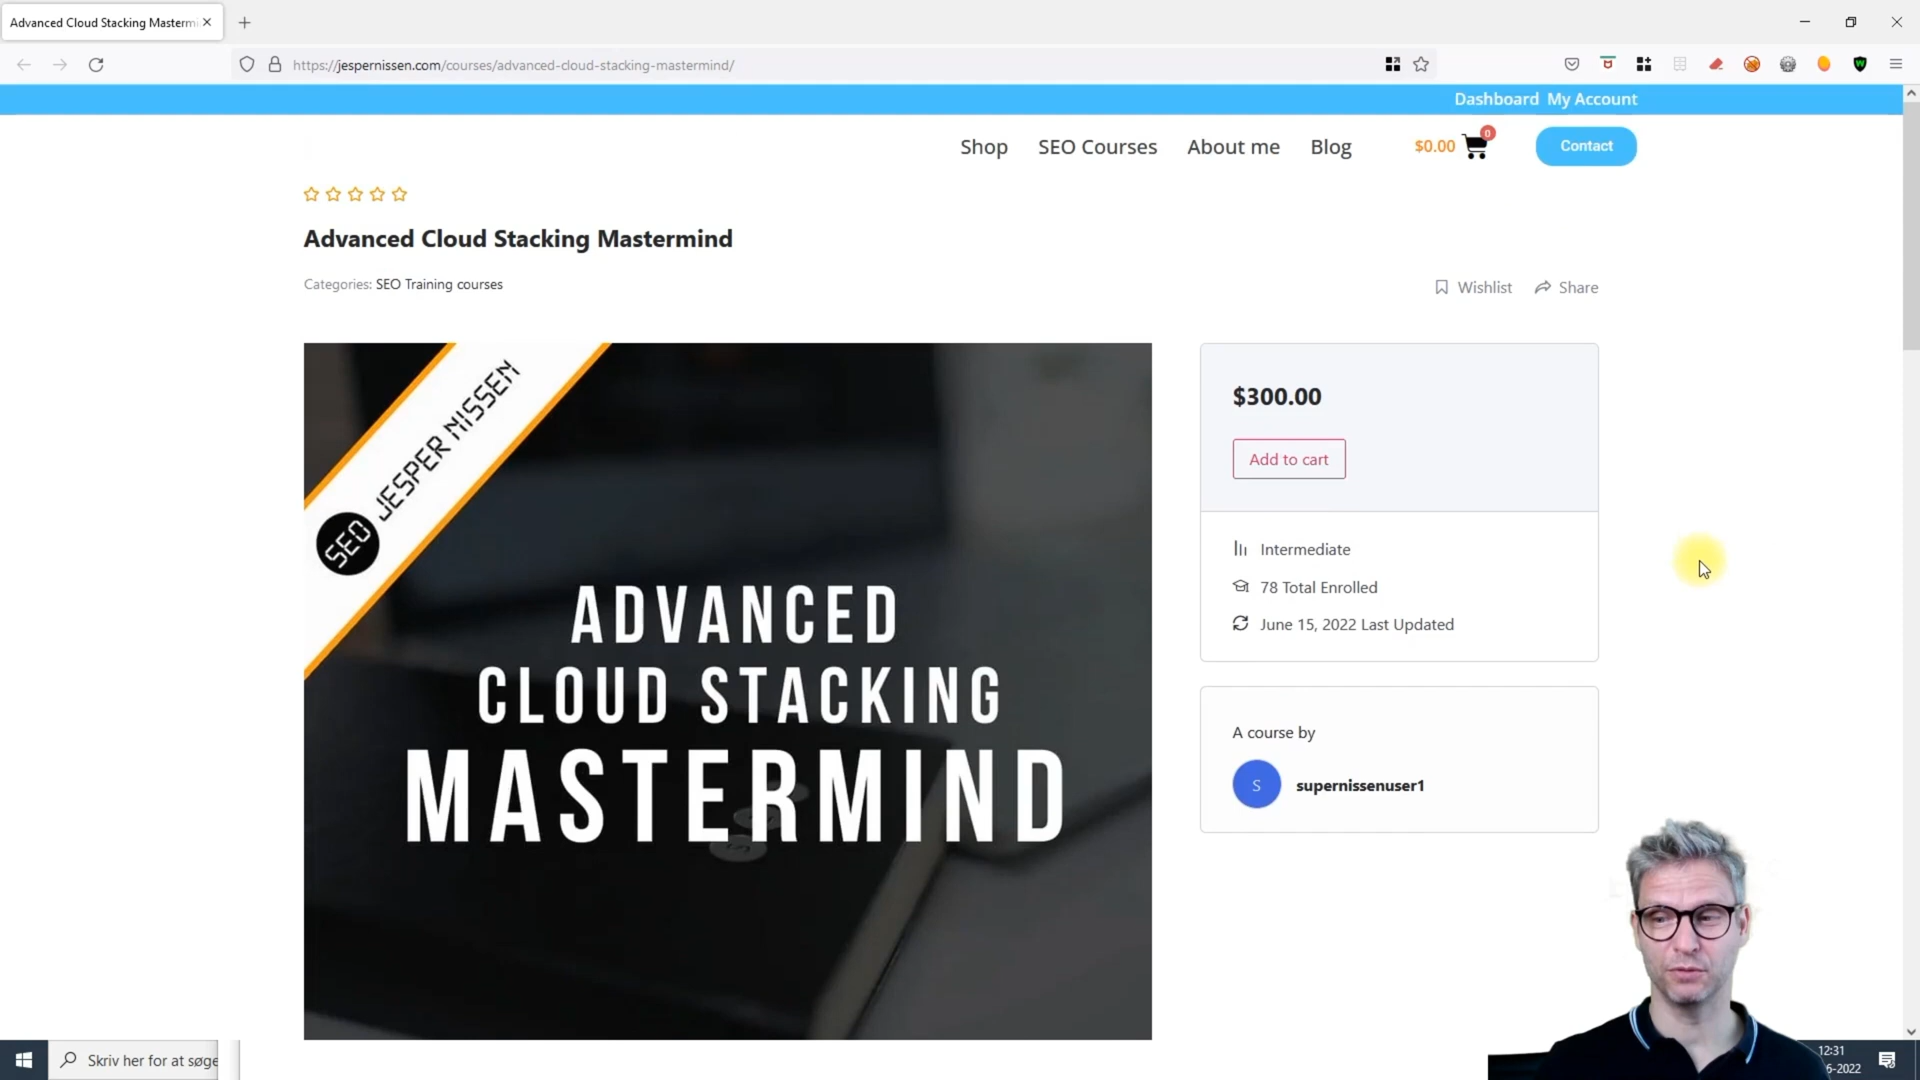 Advanced Cloud Stacking Mastermi
https://jespernissen.com/courses/advanced-cloud-stacking-mastermind/
Dashboard My Account
Shop SEO Courses About me Blog $0.00 0 Contact
Advanced Cloud Stacking Mastermind
Categories: SEO Training courses
Wishlist Share
SEO JESPER NISSEN
ADVANCED
CLOUD STACKING
MASTERMIND
$300.00
Add to cart
Intermediate
78 Total Enrolled
June 15, 2022 Last Updated
A course by
S supernissenuser1
Skriv her for at søge
12:31
6-2022